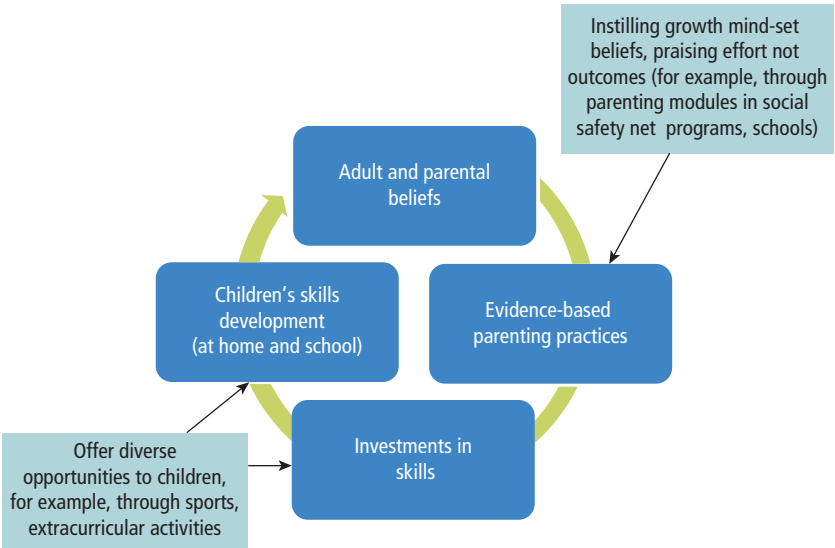 Instilling growth mind-set
beliefs, praising effort not
outcomes (for example, through
parenting modules in social
safety net programs, schools)
Adult and parental
beliefs
Children’s skills
development
(at home and school)
Evidence-based
parenting practices
Investments in
skills
Offer diverse
opportunities to children,
for example, through sports,
extracurricular activities